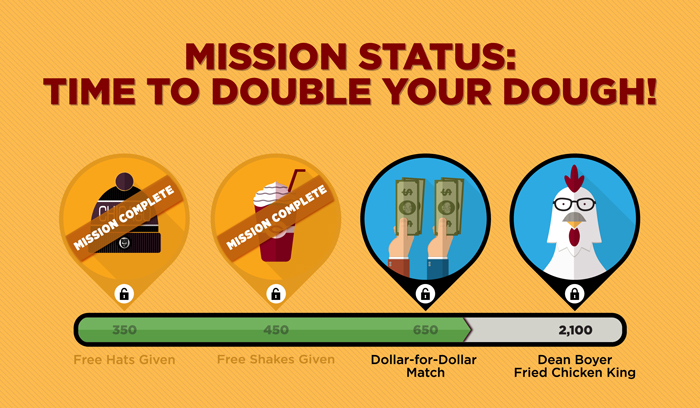 MISSION STATUS:
TIME TO DOUBLE YOUR DOUGH!
MISSION COMPLETE
MISSION COMPLETE
350
450
650
2,100
Free Hats Given
Free Shakes Given
Dollar-for-Dollar
Match
Dean Boyer
Fried Chicken King